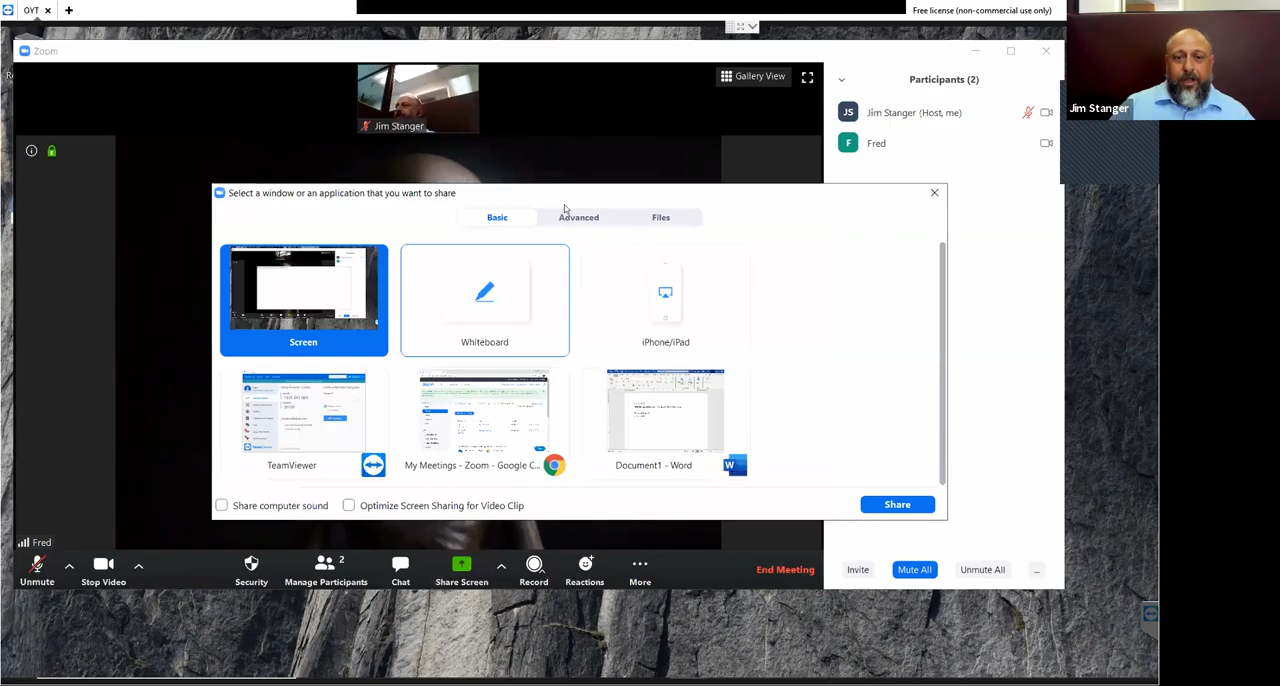 OYT
Free license (non-commercial use only)
Zoom
Gallery View
Participants (2)
Jim Stanger
JS Jim Stanger (Host, me)
Jim Stanger
F Fred
Select a window or an application that you want to share
Basic Advanced Files
Screen Whiteboard iPhone/iPad
TeamViewer My Meetings - Zoom - Google C... Document1 - Word
W
Share computer sound Optimize Screen Sharing for Video Clip Share
Fred
2
Unmute Stop Video Security Manage Participants Chat Share Screen Record Reactions More End Meeting
Invite Mute All Unmute All ...